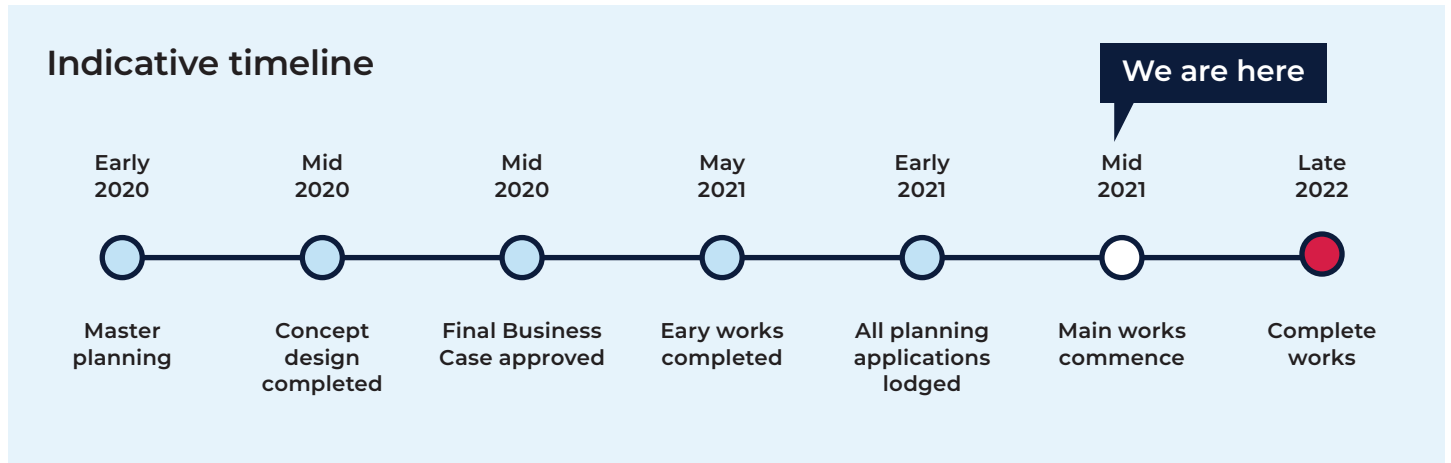 Indicative timeline
We are here
Early
2020
Mid
2020
Mid
2020
May
2021
Early
2021
Mid
2021
Late
2022
Master
planning
Concept
design
completed
Final Business
Case approved
Eary works
completed
All planning
applications
lodged
Main works
commence
Complete
works